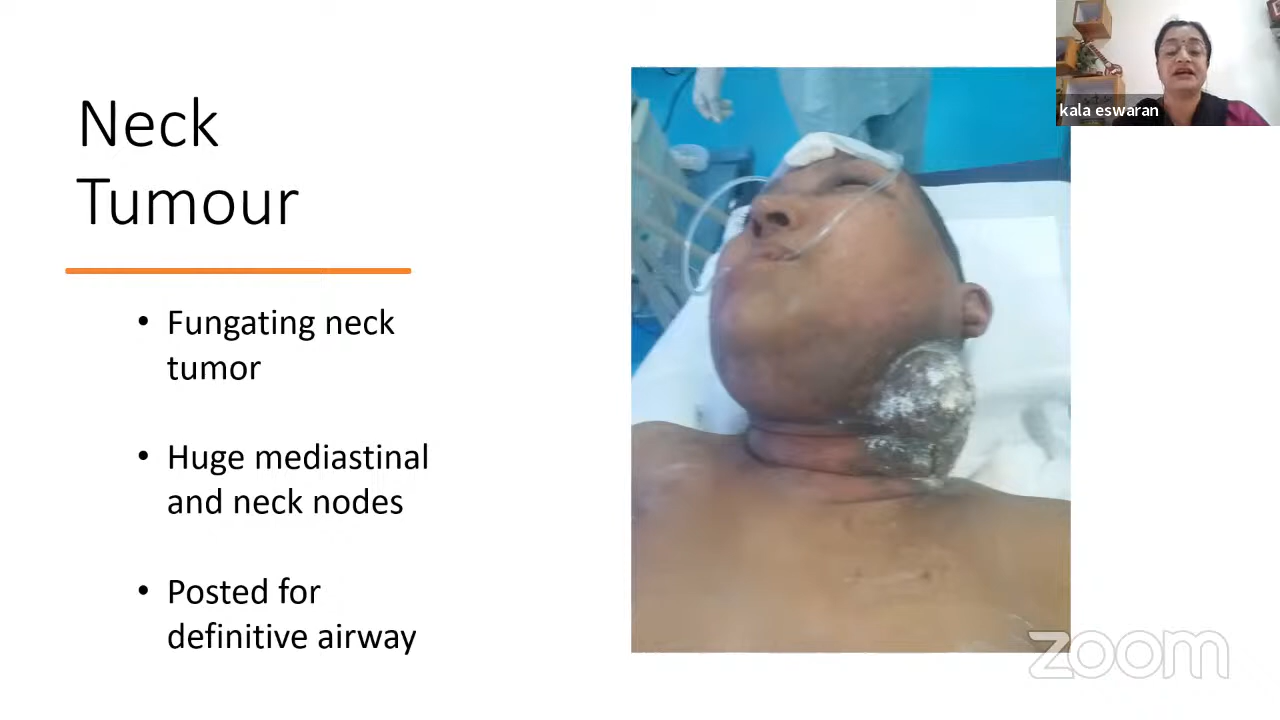 Neck
Tumour
• Fungating neck
tumor
• Huge mediastinal
and neck nodes
• Posted for
definitive airway
kala eswaran
zoom